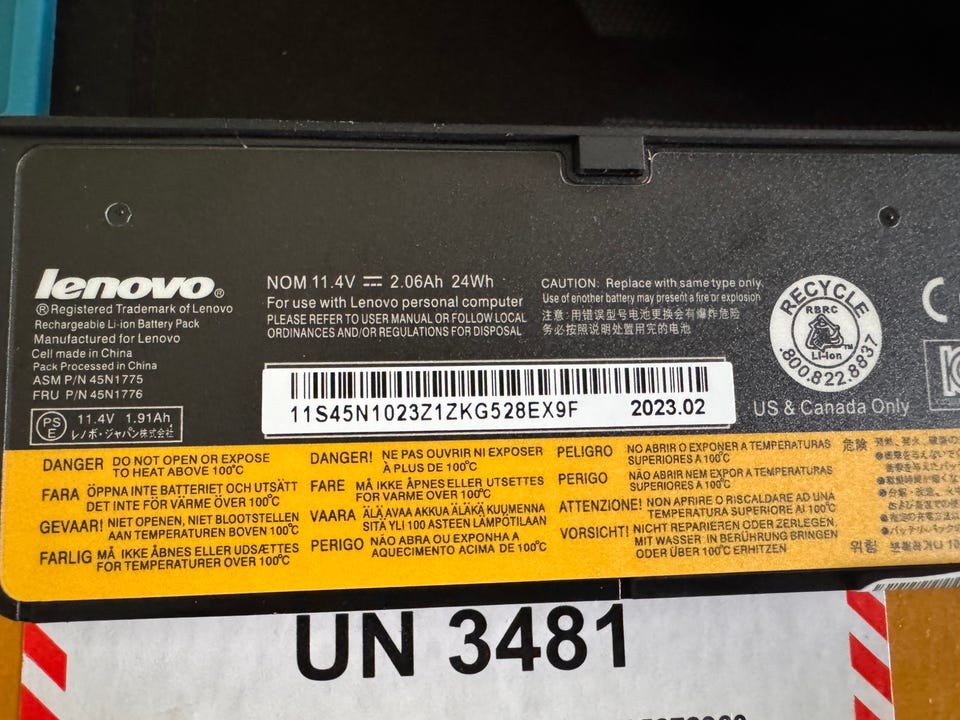 lenovo®
® Registered Trademark of Lenovo
Rechargeable Li-ion Battery Pack
Manufactured for Lenovo
Cell made in China
Pack Processed in China
ASM P/N 45N1775
FRU P/N 45N1776
PS
E
11.4V 1.91Ah
レノボ・ジャパン株式会社
NOM 11.4V 2.06Ah 24Wh
For use with Lenovo personal computer
PLEASE REFER TO USER MANUAL OR FOLLOW LOCAL
ORDINANCES AND/OR REGULATIONS FOR DISPOSAL
CAUTION: Replace with same type only.
Use of enother battery may present a fire or explosion
注意:用错误型号电池更换会有爆炸危险
务必按照说明处置用完的电池
RECYCLE
RBRC
Li-ion
TM
.800.822.8837
US & Canada Only
11S45N1023Z1ZKG528EX9F 2023.02
DANGER DO NOT OPEN OR EXPOSE
TO HEAT ABOVE 100°C
FARA ÖPPNA INTE BATTERIET OCH UTSÄTT
DET INTE FÖR VÄRME ÖVER 100°C
GEVAAR! NIET OPENEN, NIET BLOOTSTELLEN
AAN TEMPERATUREN BOVEN 100°C
FARLIG MÅ IKKE ÅBNES ELLER UDSÆTTES
FOR TEMPERATURER OVER 100°C
DANGER! NE PAS OUVRIR NI EXPOSER
À PLUS DE 100°C
FARE MÅ IKKE ÅPNES ELLER UTSETTES
FOR VARME OVER 100°C
VAARA ÄLÄ AVAA AKKUA ÄLÄKÄ KUUMENNA
SITÄ YLI 100 ASTEEN LÄMPÖTILAAN
PERIGO NÃO ABRA OU EXPONHA A
AQUECIMENTO ACIMA DE 100°C
PELIGRO NO ABRIR O EXPONER A TEMPERATURAS
SUPERIORES A 100°C
PERIGO NÃO ABRIR NEM EXPOR A TEMPERATURAS
SUPERIORES A 100°C
ATTENZIONE! NON APRIRE O RISCALDARE AD UNA
TEMPERATURA SUPERIORE AI 100°C
VORSICHT! NICHT REPARIEREN ODER ZERLEGEN,
MIT WASSER IN BERÜHRUNG BRINGEN
ODER ÜBER 100°C ERHITZEN
危険
위험
UN 3481